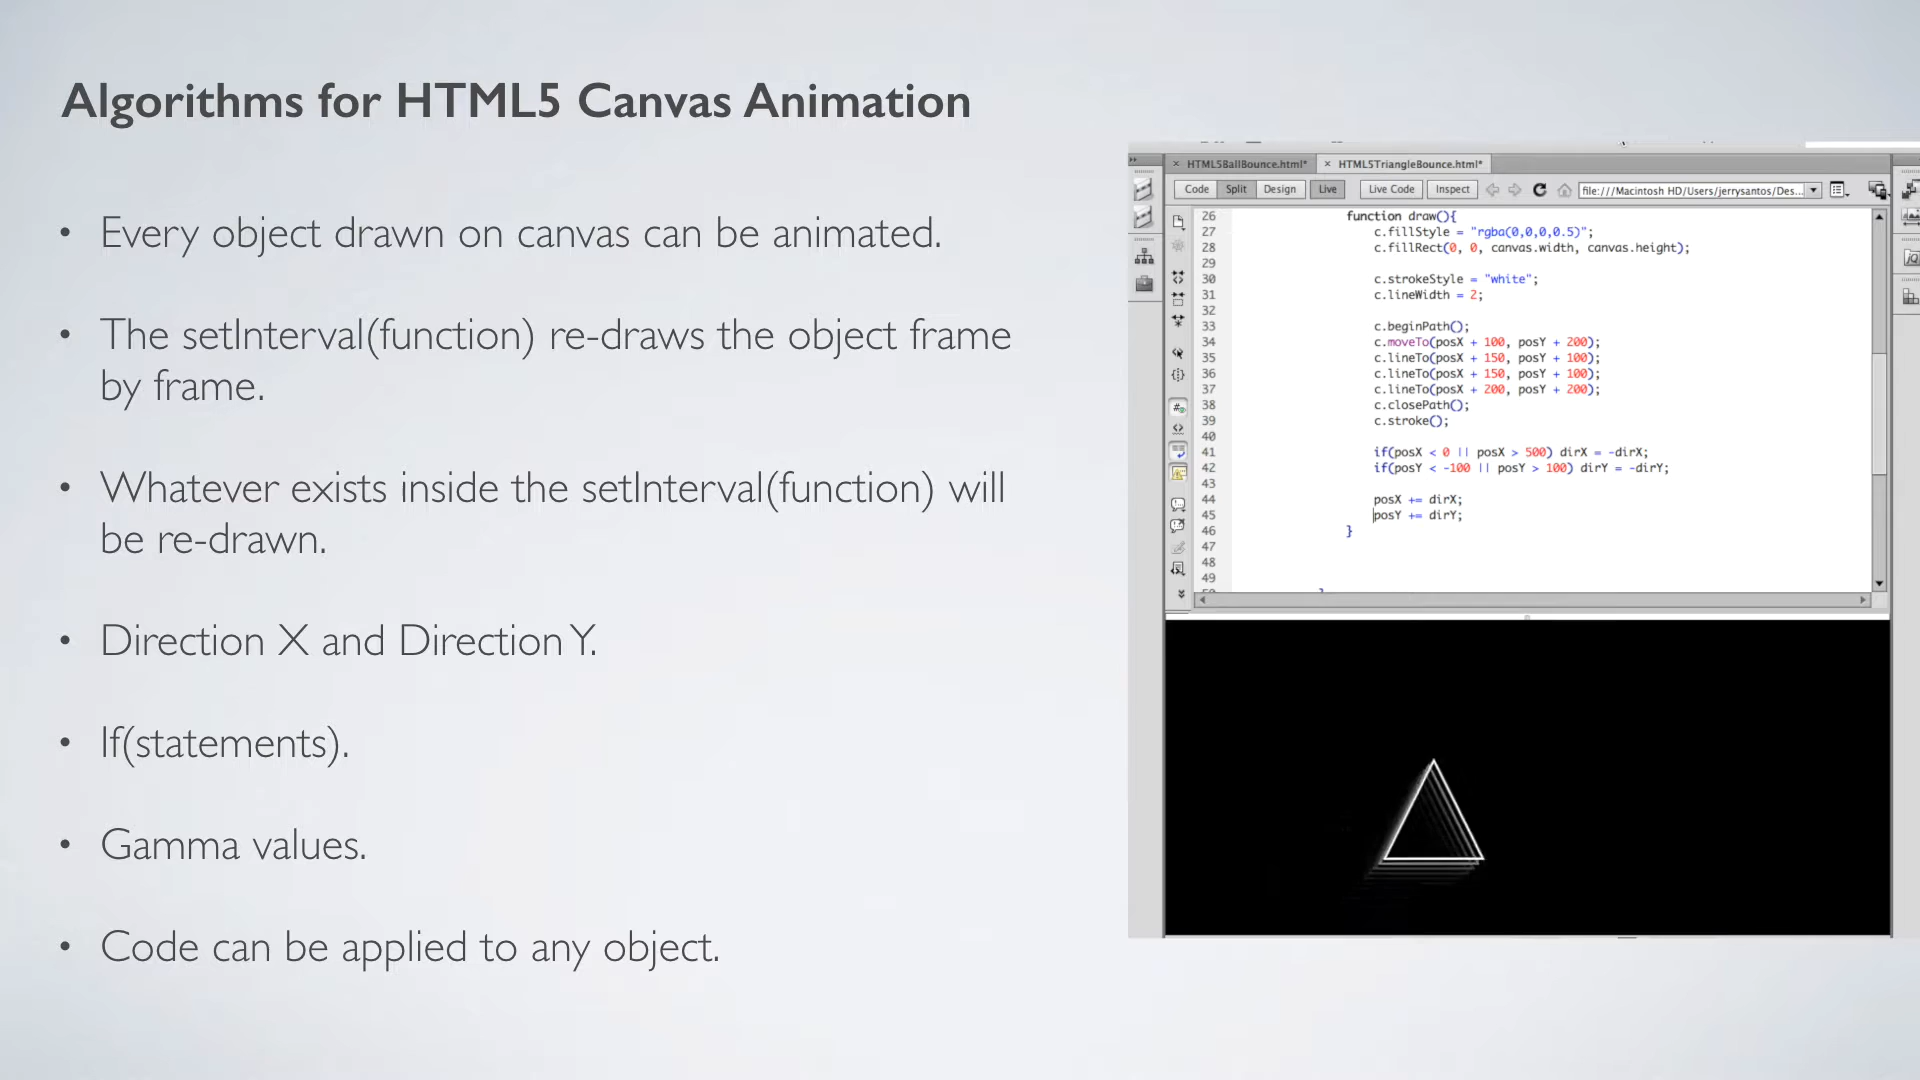 Algorithms for HTML5 Canvas Animation
• Every object drawn on canvas can be animated.
• The setInterval(function) re-draws the object frame
by frame.
• Whatever exists inside the setInterval(function) will
be re-drawn.
• Direction X and Direction Y.
• If(statements).
• Gamma values.
• Code can be applied to any object.
HTML5BallBounce.html* HTML5TriangleBounce.html*
Code Split Design Live Live Code Inspect file:///Macintosh HD/Users/jerrysantos/Des...
26 function draw(){
27 c.fillStyle = "rgba(0,0,0,0.5)";
28 c.fillRect(0, 0, canvas.width, canvas.height);
29
30 c.strokeStyle = "white";
31 c.lineWidth = 2;
32
33 c.beginPath();
34 c.moveTo(posX + 100, posY + 200);
35 c.lineTo(posX + 150, posY + 100);
36 c.lineTo(posX + 150, posY + 100);
37 c.lineTo(posX + 200, posY + 200);
38 c.closePath();
39 c.stroke();
40
41 if(posX < 0 || posX > 500) dirX = -dirX;
42 if(posY < -100 || posY > 100) dirY = -dirY;
43
44 posX += dirX;
45 posY += dirY;
46 }
47
48
49